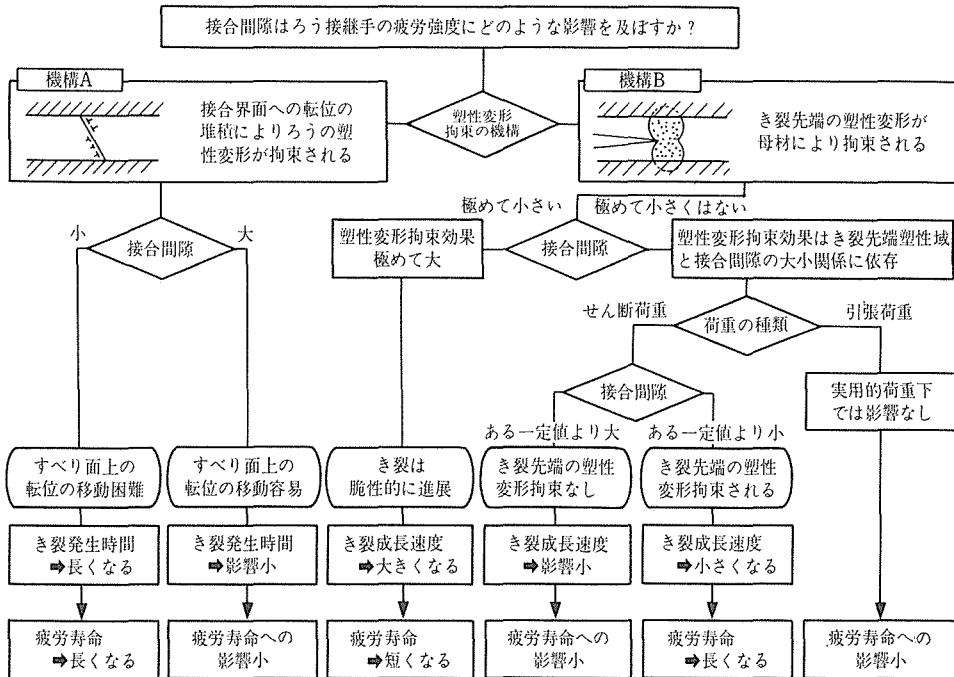 接合間隙はろう接継手の疲労強度にどのような影響を及ぼすか？
機構A
接合界面への転位の
堆積によりろうの塑
性変形が拘束される
塑性変形
拘束の機構
機構B
き裂先端の塑性変形が
母材により拘束される
小
接合間隙
大
極めて小さい
極めて小さくはない
塑性変形拘束効果
極めて大
接合間隙
塑性変形拘束効果はき裂先端塑性域
と接合間隙の大小関係に依存
せん断荷重
荷重の種類
引張荷重
接合間隙
実用的荷重下
では影響なし
ある一定値より大
ある一定値より小
すべり面上の
転位の移動困難
すべり面上の
転位の移動容易
き裂は
脆性的に進展
き裂先端の塑性
変形拘束なし
き裂先端の塑性
変形拘束される
き裂発生時間
➡長くなる
き裂発生時間
➡影響小
き裂成長速度
➡大きくなる
き裂成長速度
➡影響小
き裂成長速度
➡小さくなる
疲労寿命
➡長くなる
疲労寿命への
影響小
疲労寿命
➡短くなる
疲労寿命への
影響小
疲労寿命
➡長くなる
疲労寿命への
影響小